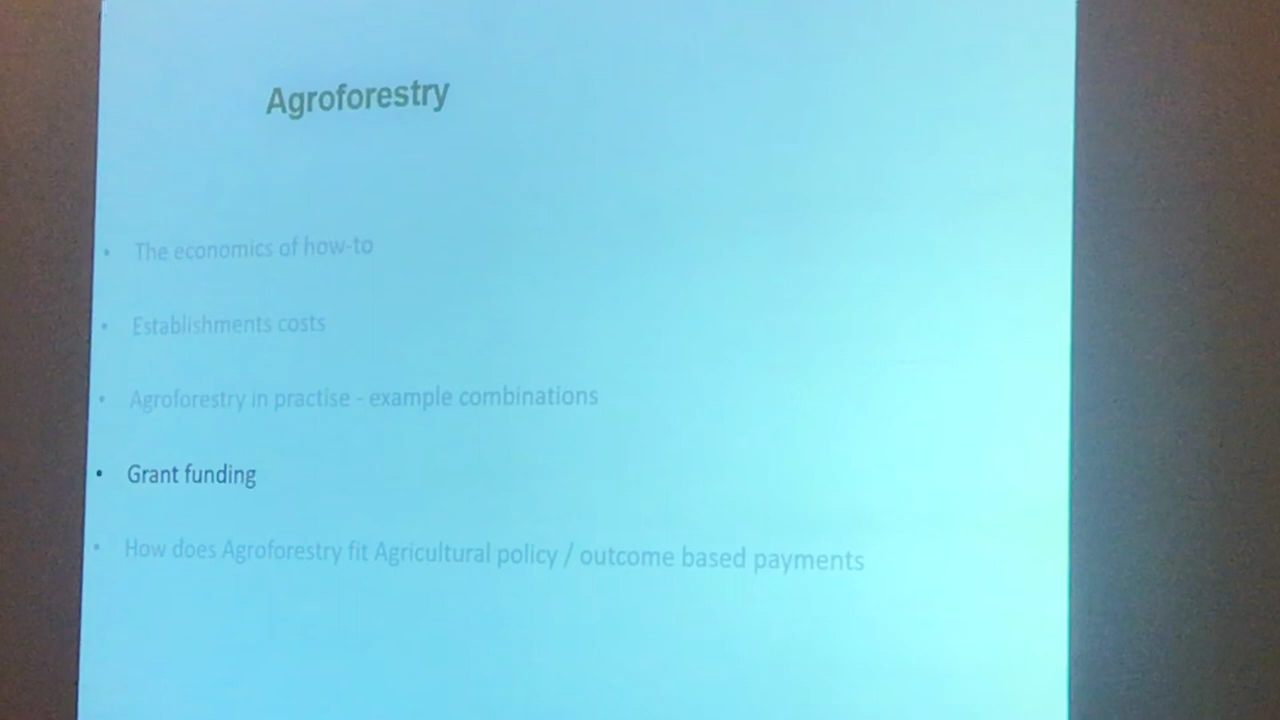 Agroforestry
• The economics of how-to
• Establishments costs
• Agroforestry in practise - example combinations
• Grant funding
• How does Agroforestry fit Agricultural policy / outcome based payments